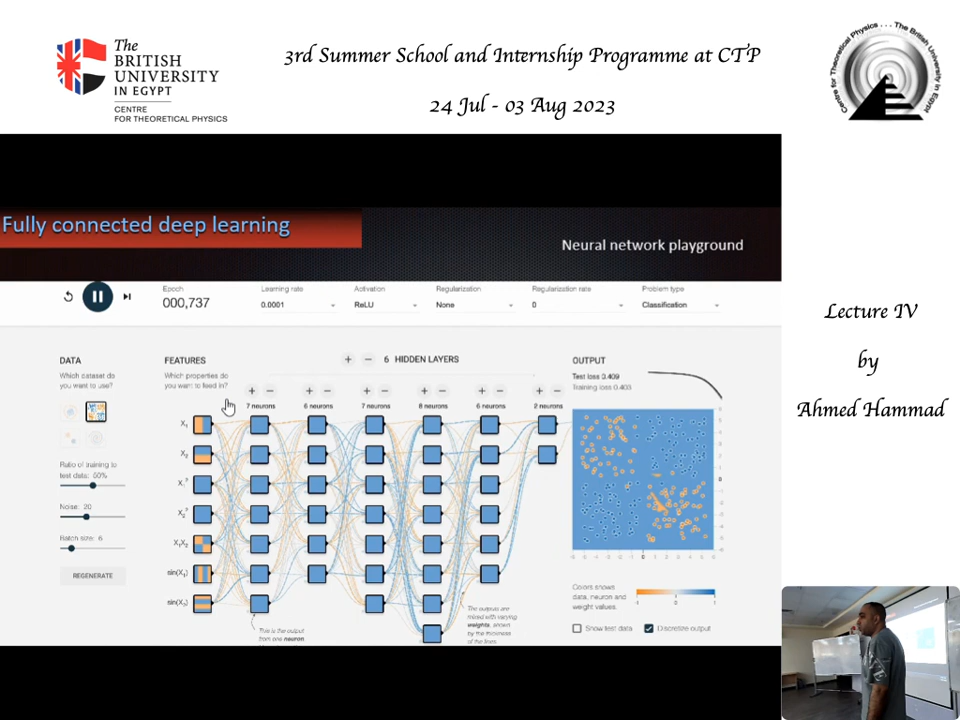 The
BRITISH
UNIVERSITY
IN EGYPT
CENTRE
FOR THEORETICAL PHYSICS
3rd Summer School and Internship Programme at CTP
24 Jul - 03 Aug 2023
Centre for Theoretical Physics . . . The British University in Egypt
Fully connected deep learning
Neural network playground
Epoch
000,737
Learning rate
0.0001
Activation
ReLU
Regularization
None
Regularization rate
0
Problem type
Classification
DATA
Which dataset do
you want to use?
Ratio of training to
test data: 50%
Noise: 20
Batch size: 6
REGENERATE
FEATURES
Which properties do
you want to feed in?
X1
X2
X1²
X2²
X1X2
sin(X1)
sin(X2)
+ − 6 HIDDEN LAYERS
+ − + − + − + − + − + −
7 neurons 6 neurons 7 neurons 8 neurons 6 neurons 2 neurons
This is the output
from one neuron
The outputs are
mixed with varying
weights, shown
by the thickness
of the lines.
OUTPUT
Test loss 0.409
Training loss 0.403
Colors shows
data, neuron and
weight values.
-1 0 1
Show test data
Discretize output
Lecture IV
by
Ahmed Hammad